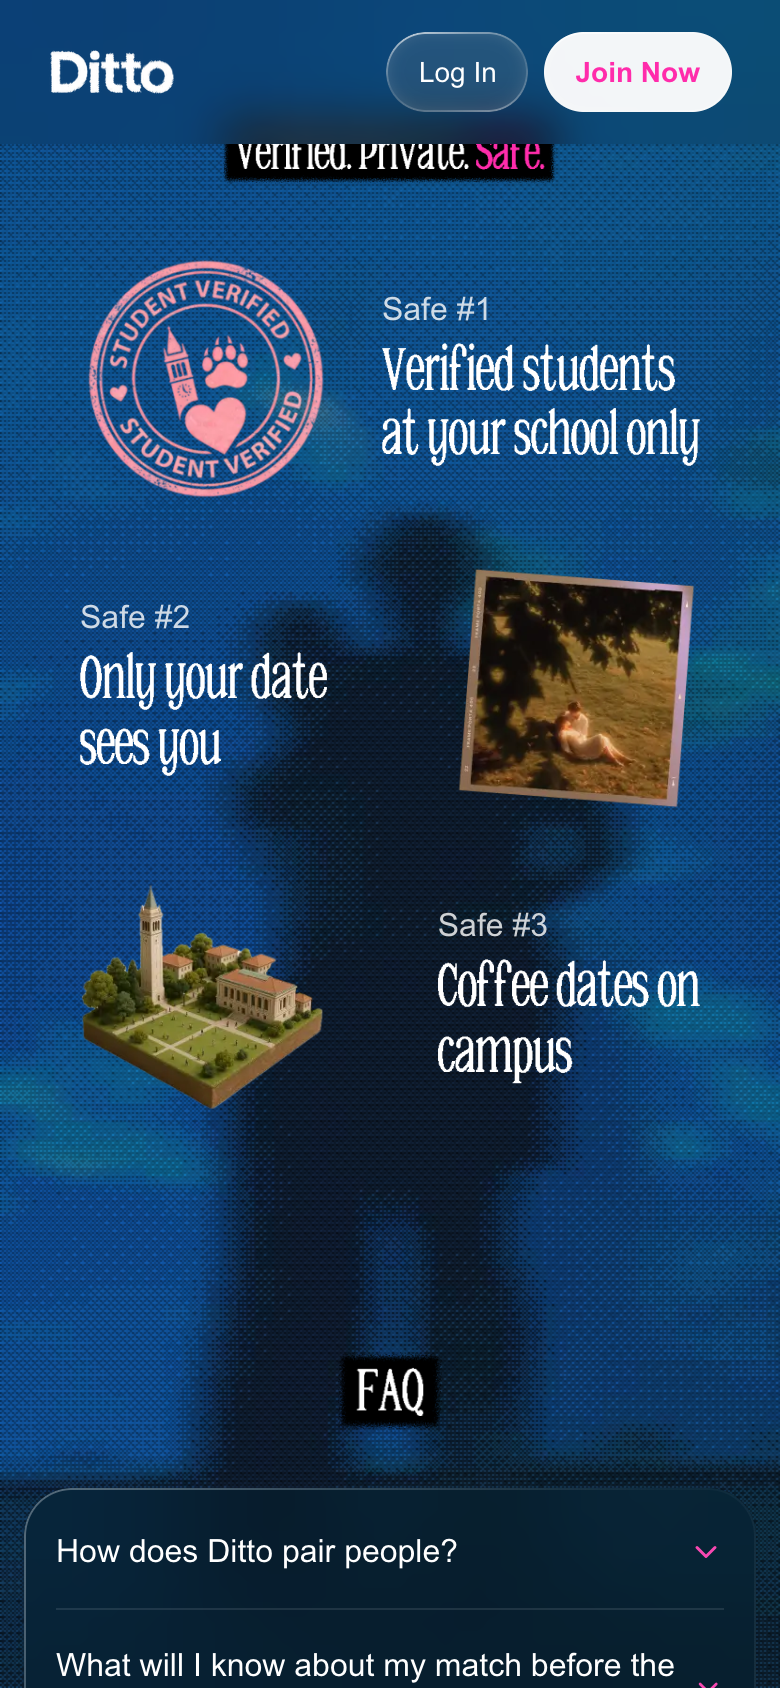 Ditto
Log In
Join Now
Verified. Private. Safe.
STUDENT VERIFIED
STUDENT VERIFIED
Safe #1
Verified students
at your school only
Safe #2
Only your date
sees you
Safe #3
Coffee dates on
campus
FAQ
How does Ditto pair people?
What will I know about my match before the